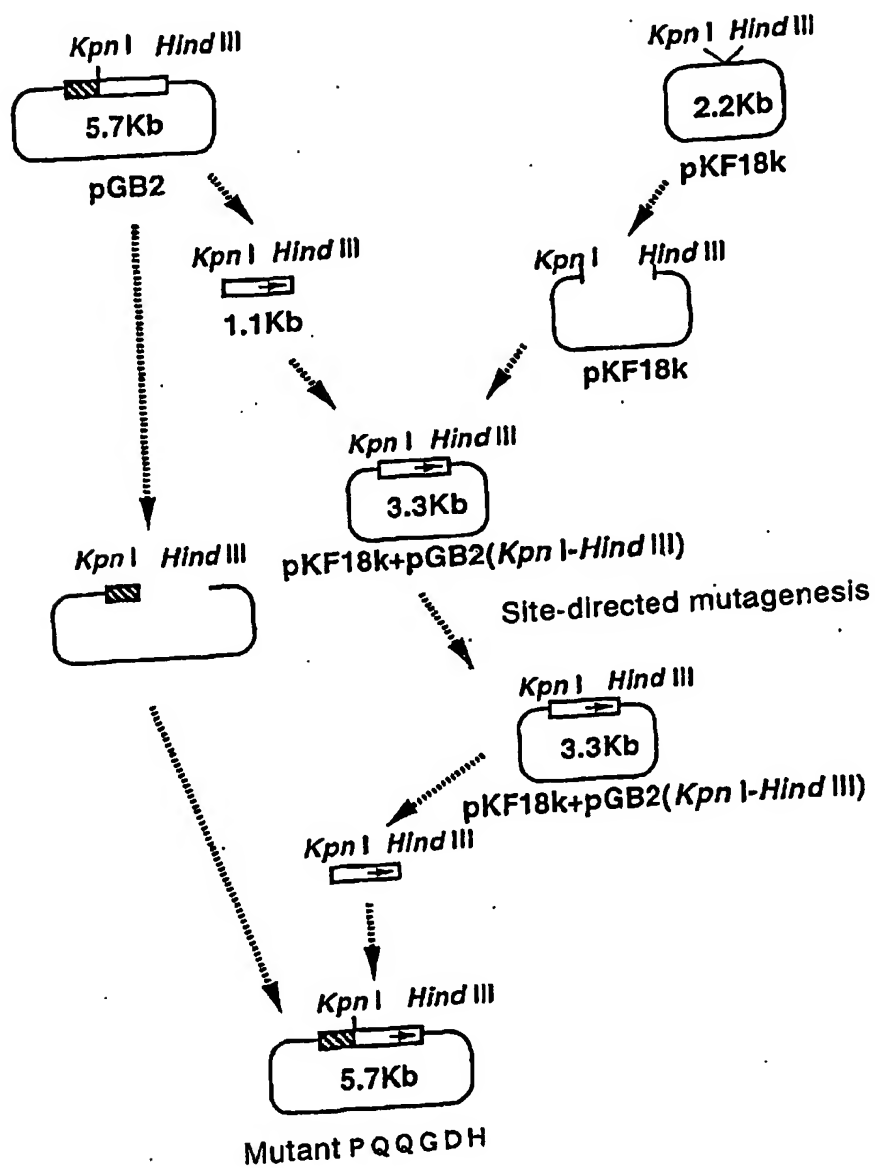 Kpn I Hind III
5.7Kb
pGB2
Kpn I Hind III
2.2Kb
pKF18k
Kpn I Hind III
1.1Kb
Kpn I Hind III
pKF18k
Kpn I Hind III
3.3Kb
pKF18k+pGB2(Kpn I-Hind III)
Kpn I Hind III
Site-directed mutagenesis
Kpn I Hind III
3.3Kb
pKF18k+pGB2(Kpn I-Hind III)
Kpn I Hind III
Kpn I Hind III
5.7Kb
Mutant PQQGDH